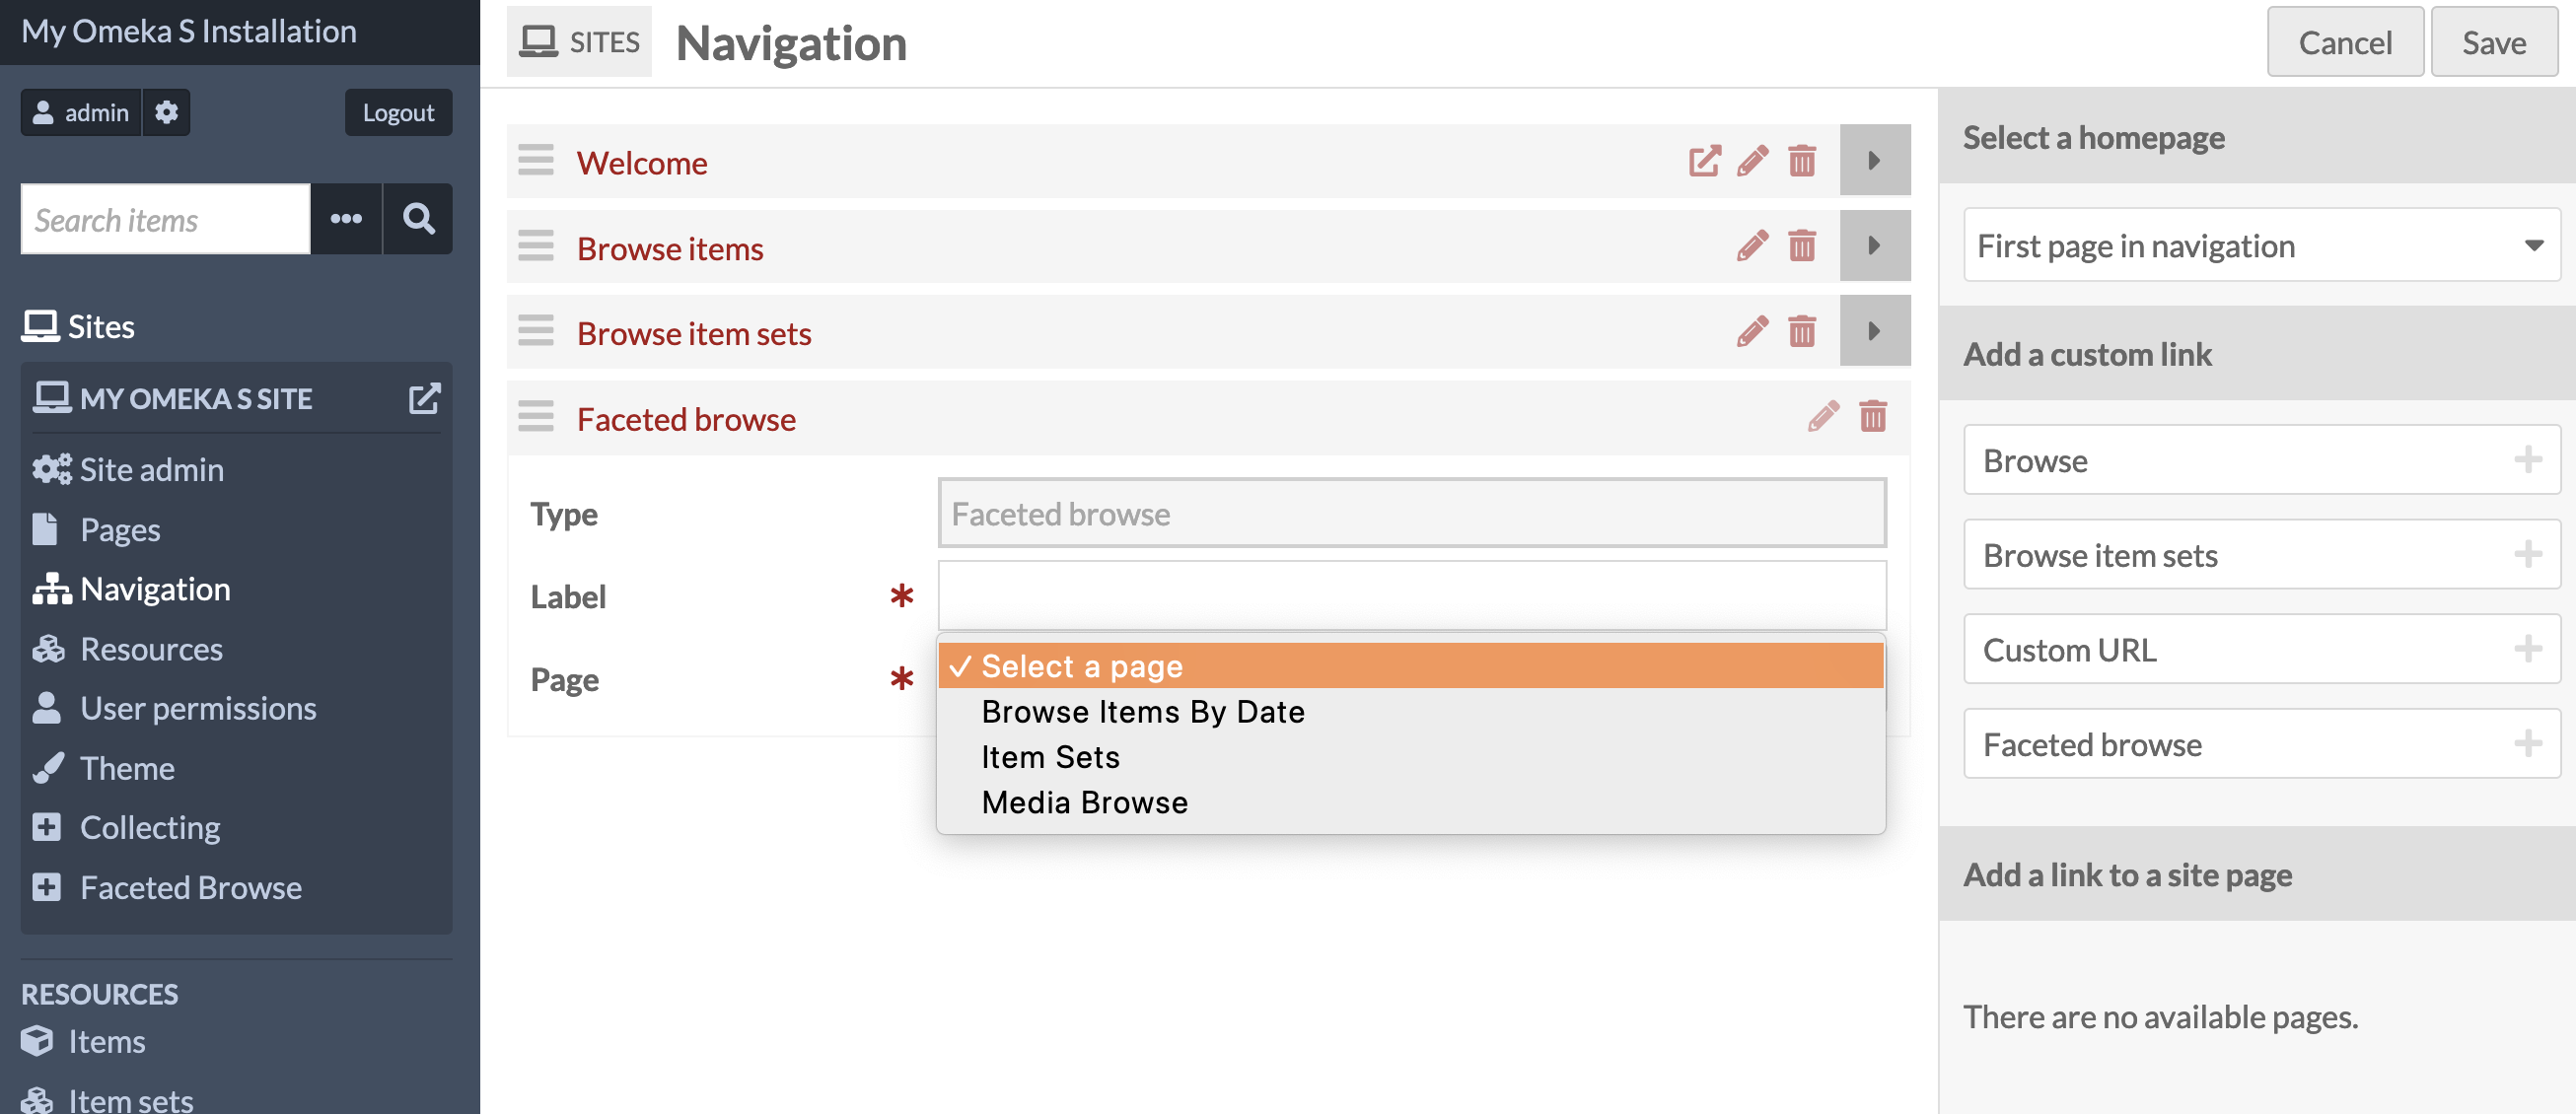 My Omeka S Installation
admin
Logout
Search items
Sites
MY OMEKA S SITE
Site admin
Pages
Navigation
Resources
User permissions
Theme
Collecting
Faceted Browse
RESOURCES
Items
Item sets
SITES
Navigation
Cancel
Save
Welcome
Browse items
Browse item sets
Faceted browse
Type
Faceted browse
Label *
Page *
✓ Select a page
Browse Items By Date
Item Sets
Media Browse
Select a homepage
First page in navigation
Add a custom link
Browse
Browse item sets
Custom URL
Faceted browse
Add a link to a site page
There are no available pages.